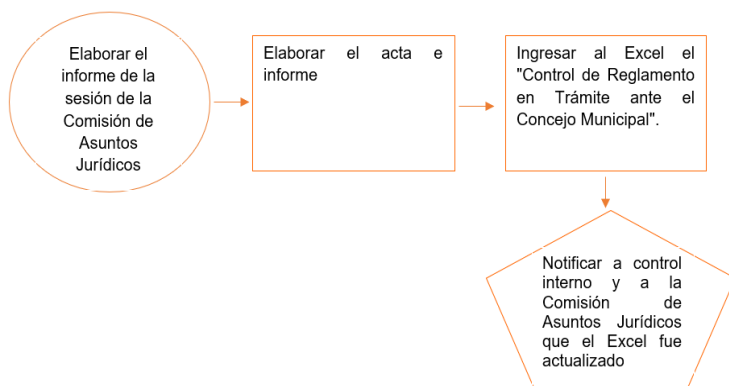 Elaborar el
informe de la
sesión de la
Comisión de
Asuntos
Jurídicos
Elaborar el acta e
informe
Ingresar al Excel el
"Control de Reglamento
en Trámite ante el
Concejo Municipal".
Notificar a control
interno y a la
Comisión de
Asuntos Jurídicos
que el Excel fue
actualizado